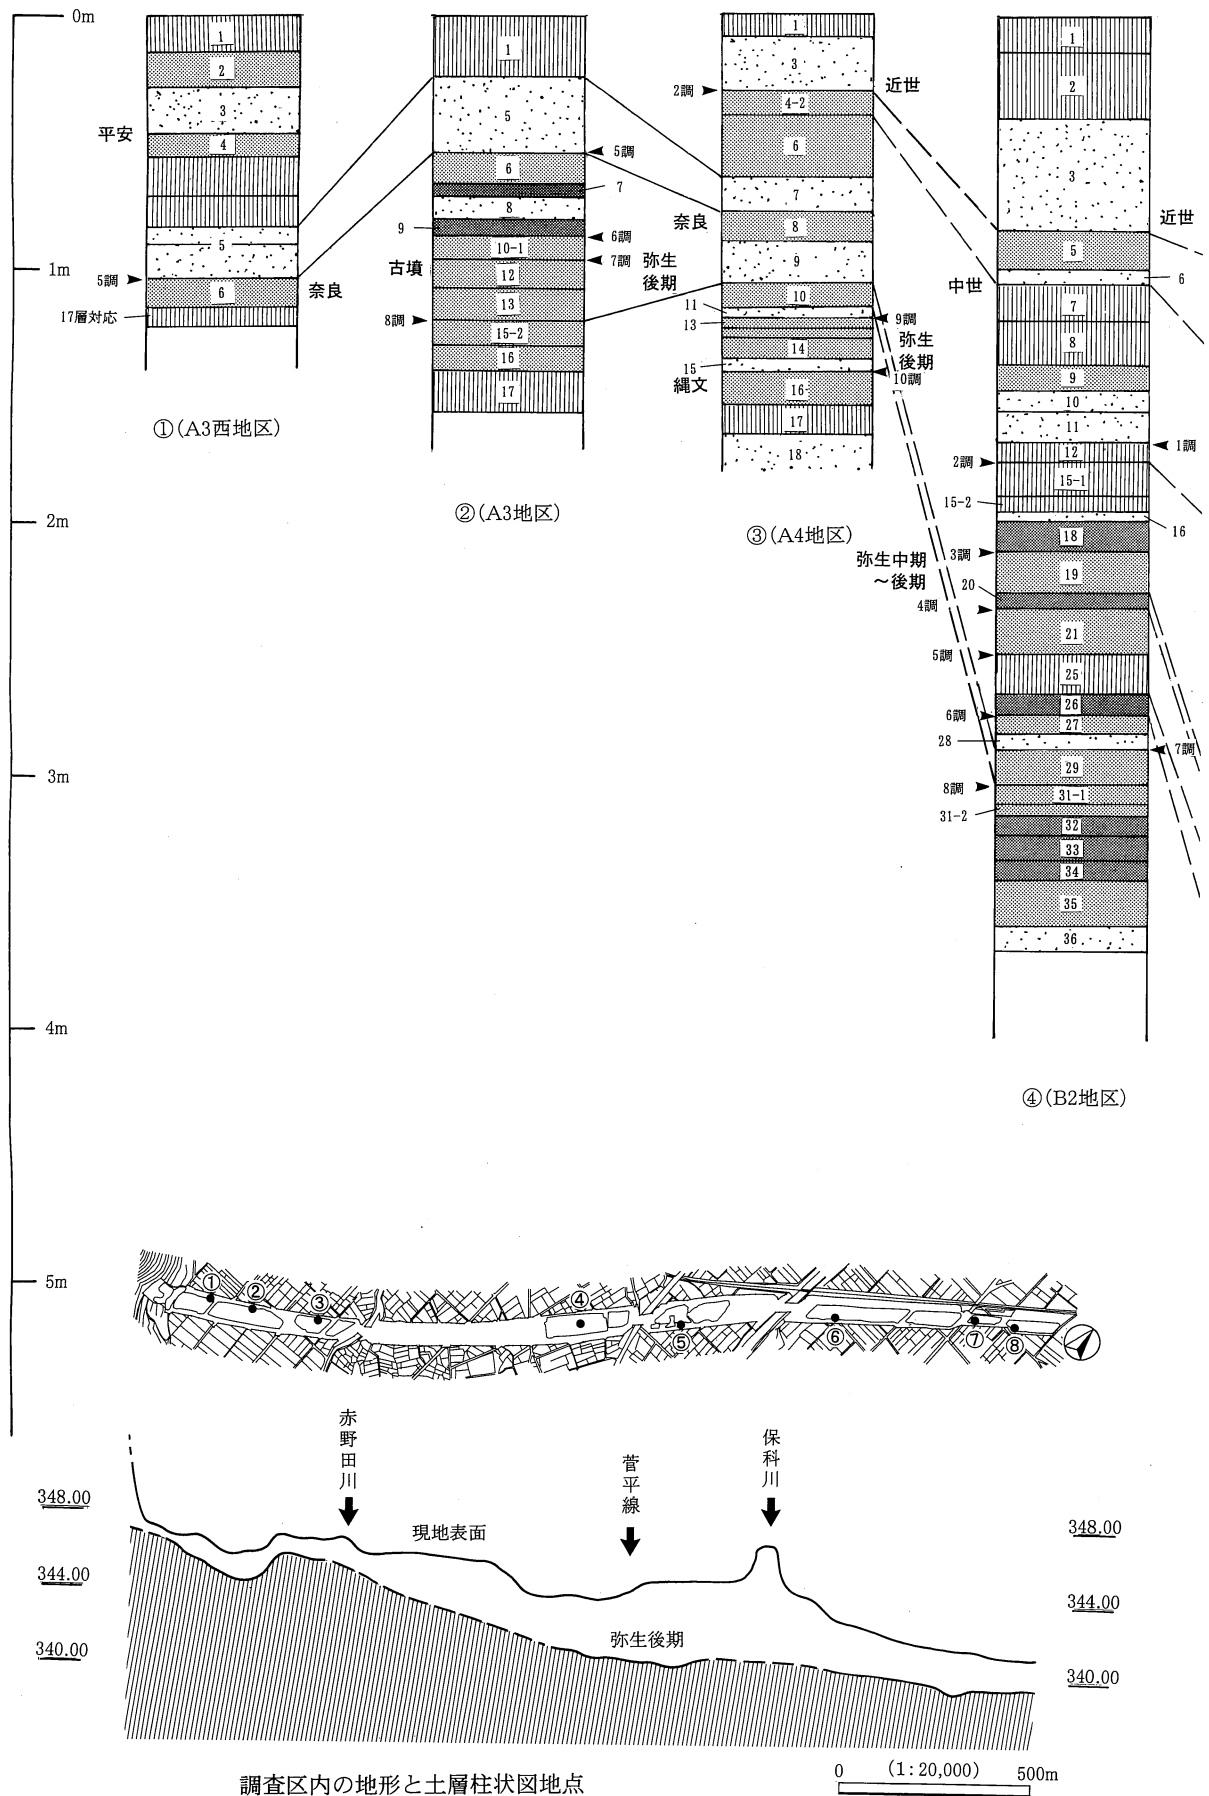 0m
1m
2m
3m
4m
5m
1
2
3
平安
4
5
5調
6
奈良
17層対応
①(A3西地区)
1
5
5調
6
7
8
9
6調
10-1
7調
弥生
後期
古墳
12
13
8調
15-2
16
17
②(A3地区)
1
3
2調
近世
4-2
6
7
奈良
8
9
10
11
9調
13
弥生
後期
14
15
10調
縄文
16
17
18
③(A4地区)
1
2
3
近世
5
6
中世
7
8
9
10
11
1調
12
2調
15-1
15-2
16
18
3調
弥生中期
~後期
19
20
4調
21
5調
25
26
6調
27
28
7調
29
8調
31-1
31-2
32
33
34
35
36
④(B2地区)
①
②
③
④
⑤
⑥
⑦
⑧
赤野田川
菅平線
保科川
348.00
344.00
340.00
現地表面
弥生後期
348.00
344.00
340.00
調査区内の地形と土層柱状図地点
0 (1:20,000) 500m